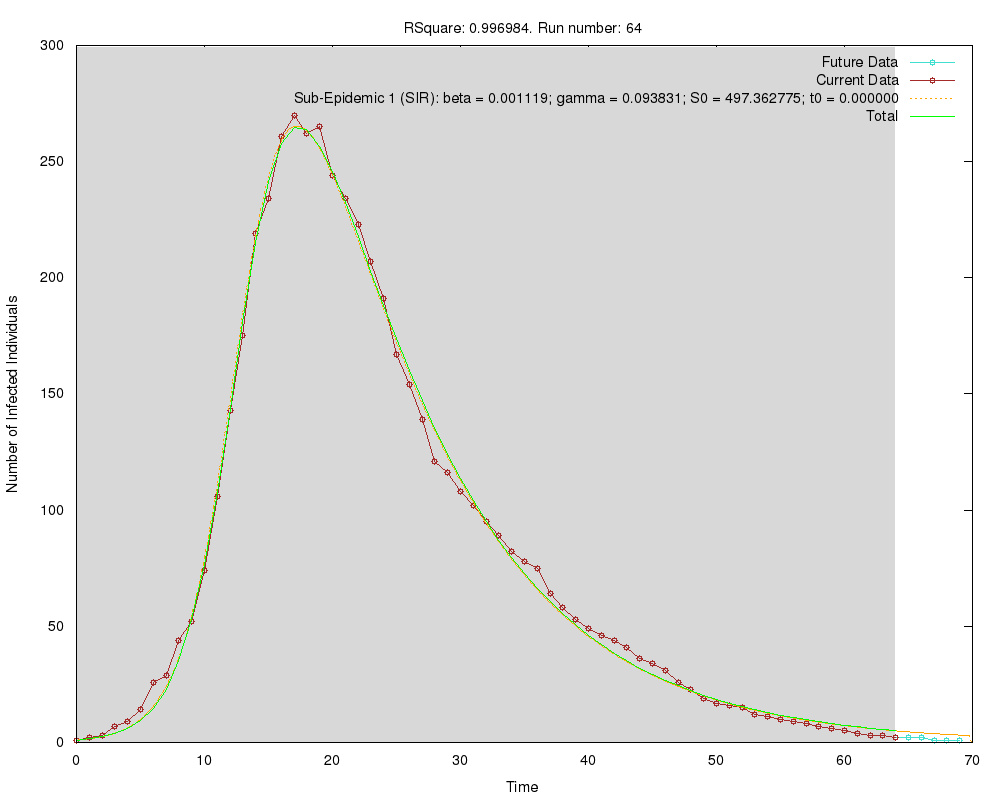 RSquare: 0.996984. Run number: 64
300
250
200
150
100
50
0
Number of Infected Individuals
Future Data
Current Data
Sub-Epidemic 1 (SIR): beta = 0.001119; gamma = 0.093831; S0 = 497.362775; t0 = 0.000000
Total
0 10 20 30 40 50 60 70
Time